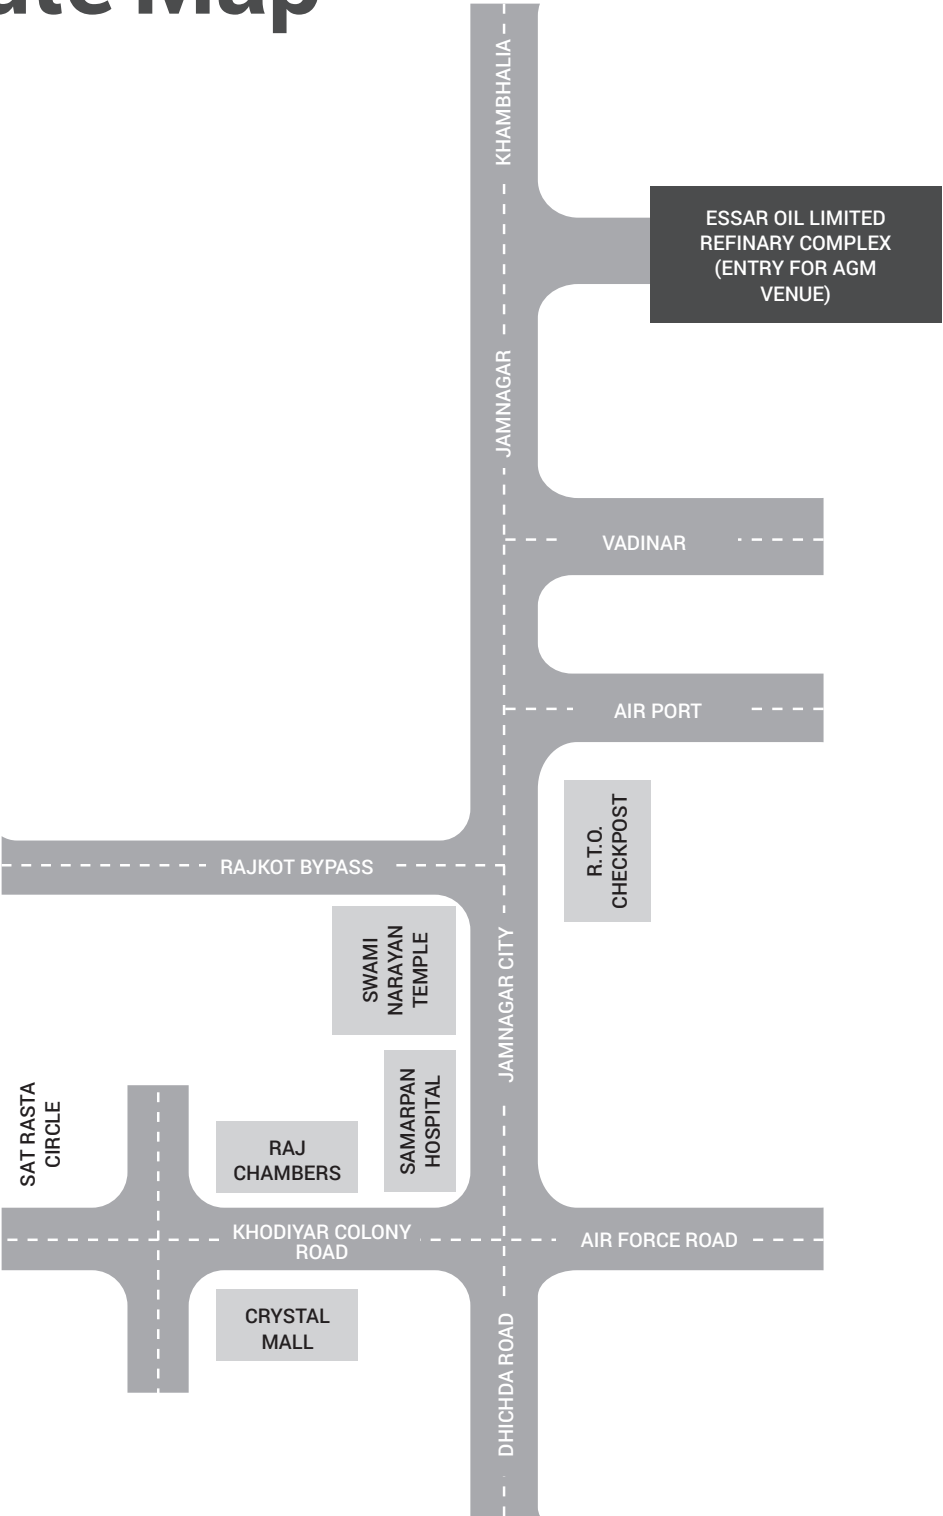 Map
KHAMBHALIA
ESSAR OIL LIMITED
REFINARY COMPLEX
(ENTRY FOR AGM
VENUE)
JAMNAGAR
VADINAR
AIR PORT
R.T.O.
CHECKPOST
RAJKOT BYPASS
SWAMI
NARAYAN
TEMPLE
JAMNAGAR CITY
SAMARPAN
HOSPITAL
SAT RASTA
CIRCLE
RAJ
CHAMBERS
KHODIYAR COLONY
ROAD
AIR FORCE ROAD
CRYSTAL
MALL
DHICHDA ROAD